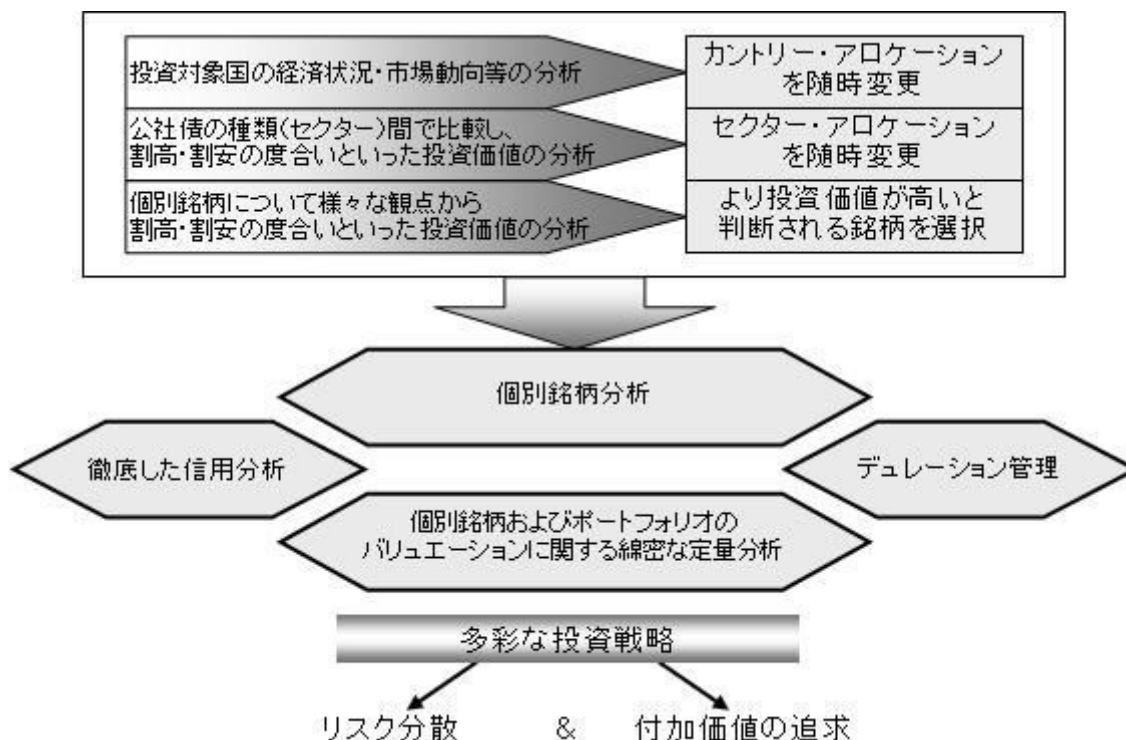 投資対象国の経済状況・市場動向等の分析
カントリー・アロケーション
を随時変更
公社債の種類(セクター)間で比較し、
割高・割安の度合いといった投資価値の分析
セクター・アロケーション
を随時変更
個別銘柄について様々な観点から
割高・割安の度合いといった投資価値の分析
より投資価値が高いと
判断される銘柄を選択
個別銘柄分析
徹底した信用分析
デュレーション管理
個別銘柄およびポートフォリオの
バリュエーションに関する綿密な定量分析
多彩な投資戦略
リスク分散 & 付加価値の追求